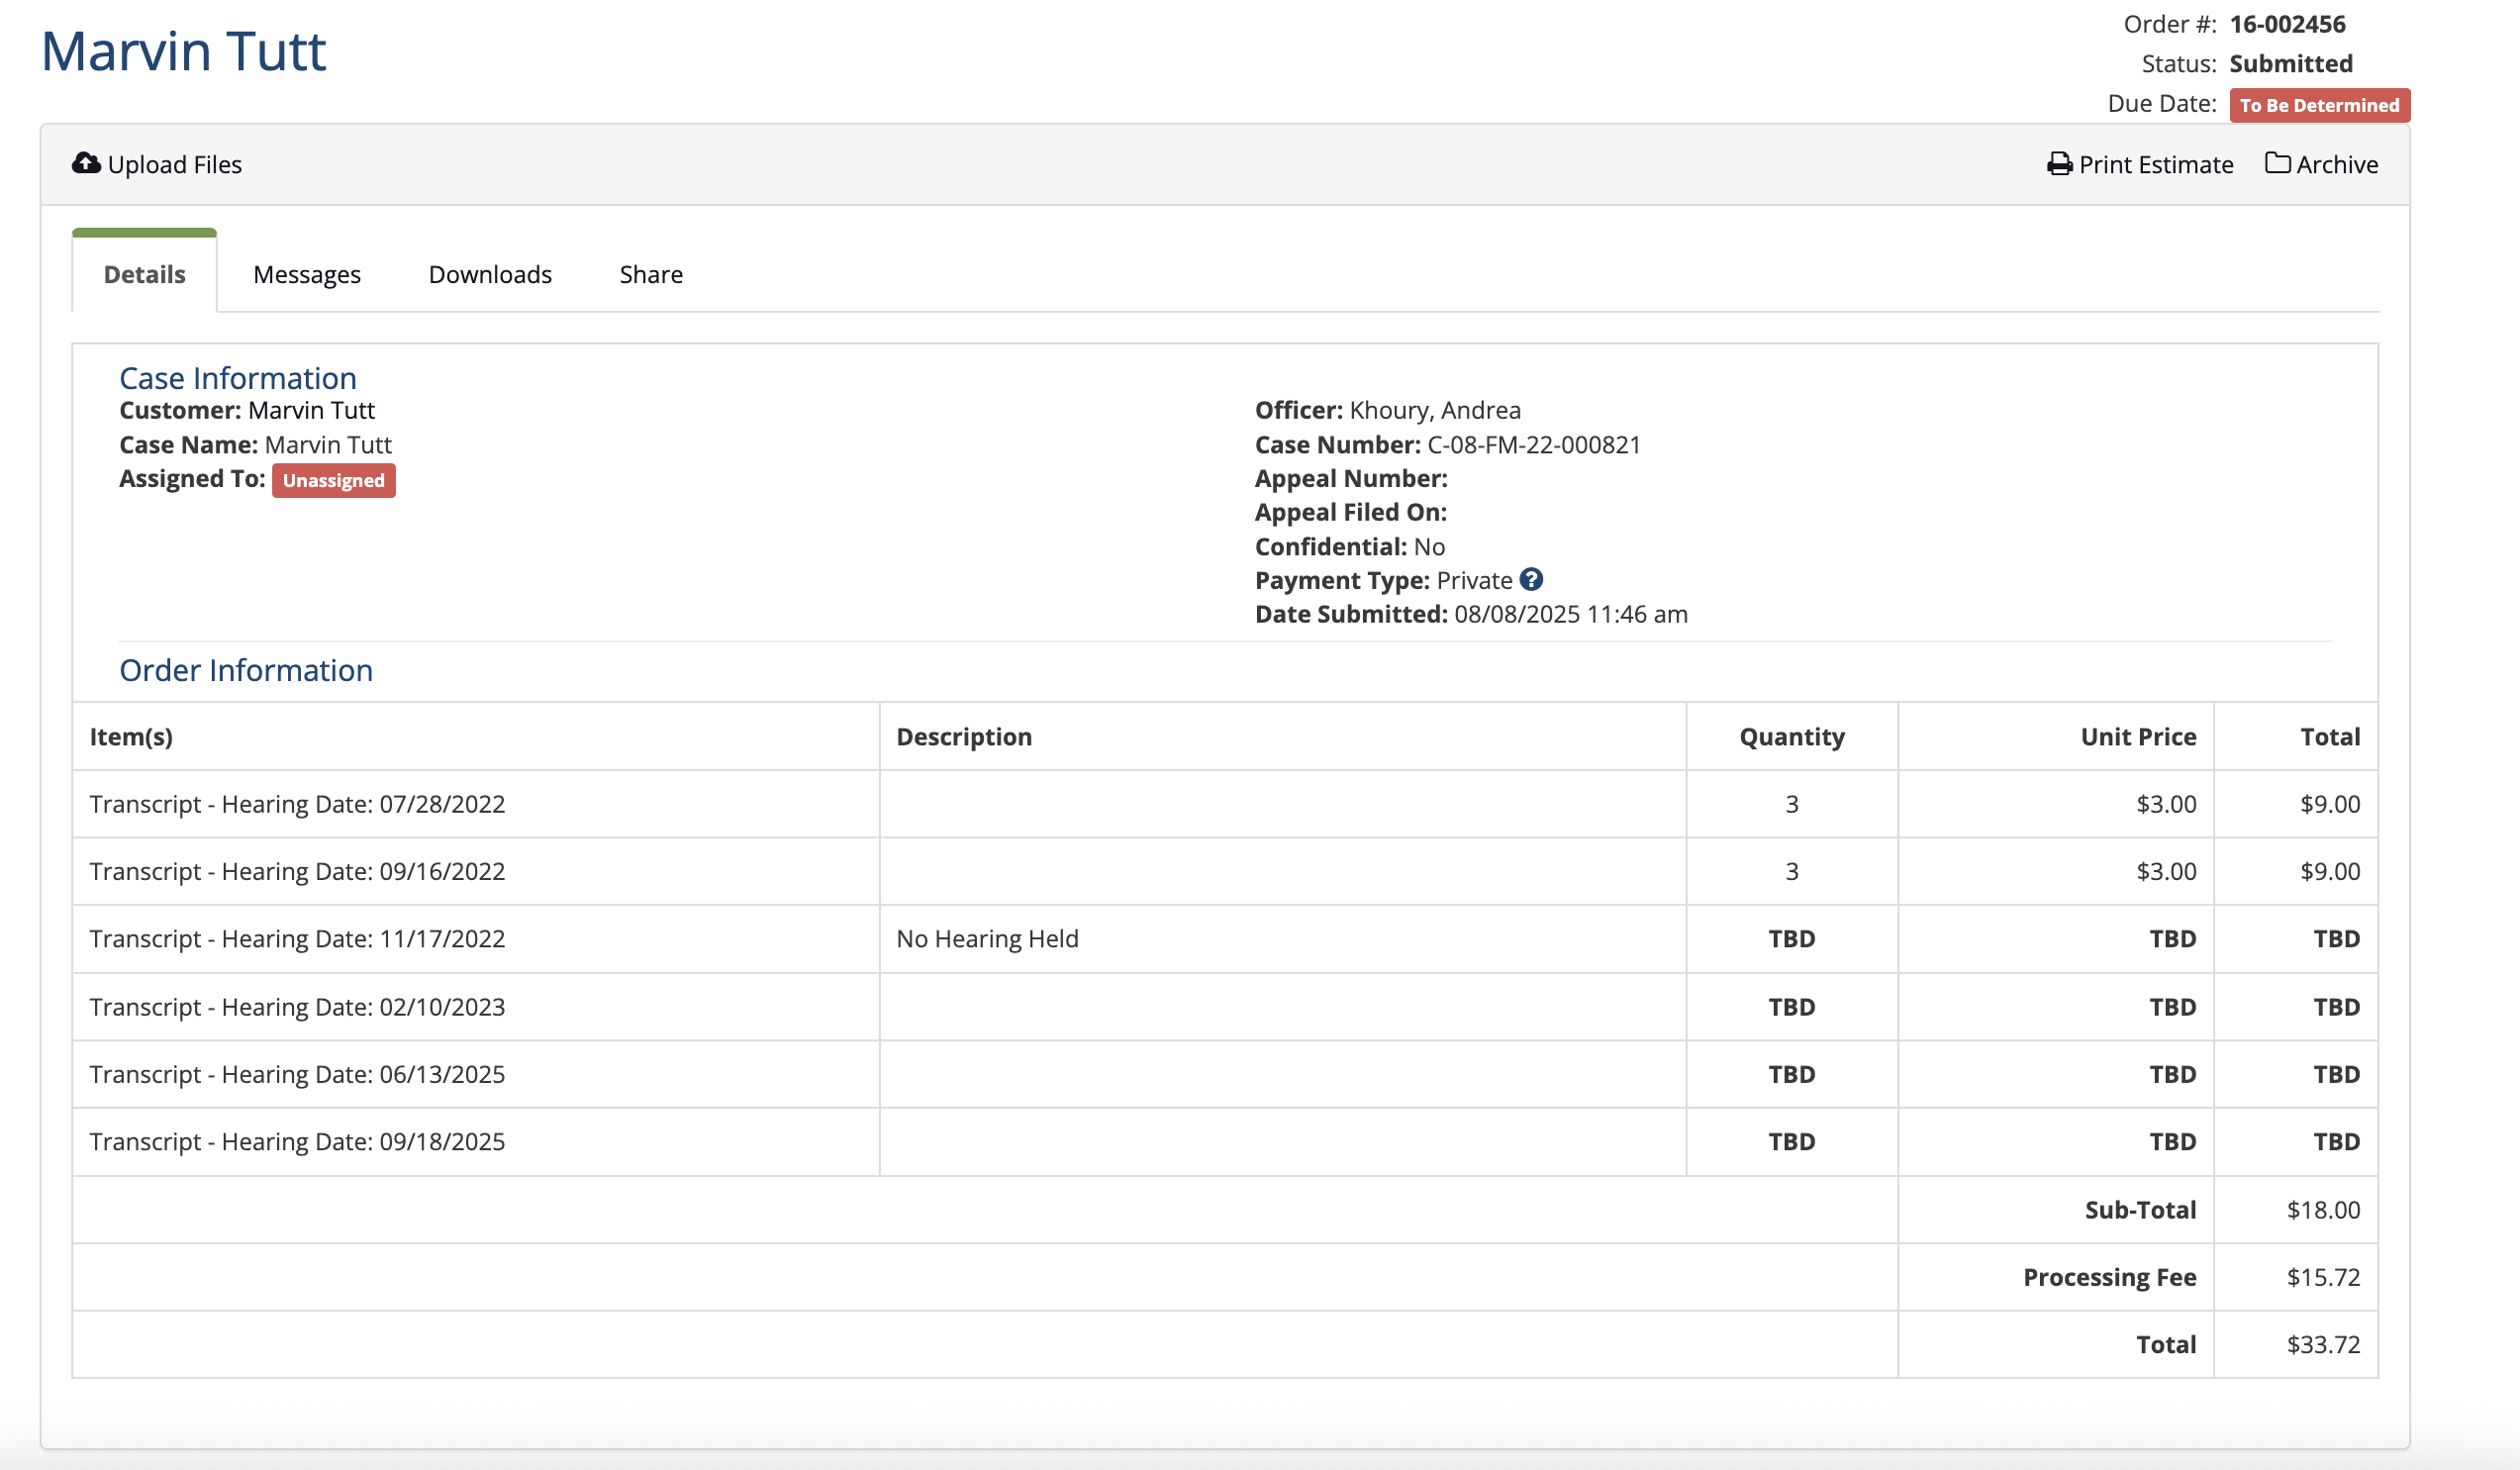 Marvin Tutt
Order #: 16-002456
Status: Submitted
Due Date: To Be Determined
Upload Files
Print Estimate
Archive
Details
Messages
Downloads
Share
Case Information
Customer: Marvin Tutt
Case Name: Marvin Tutt
Assigned To: Unassigned
Officer: Khoury, Andrea
Case Number: C-08-FM-22-000821
Appeal Number:
Appeal Filed On:
Confidential: No
Payment Type: Private ?
Date Submitted: 08/08/2025 11:46 am
Order Information
Item(s) Description Quantity Unit Price Total
Transcript - Hearing Date: 07/28/2022 3 $3.00 $9.00
Transcript - Hearing Date: 09/16/2022 3 $3.00 $9.00
Transcript - Hearing Date: 11/17/2022 No Hearing Held TBD TBD TBD
Transcript - Hearing Date: 02/10/2023 TBD TBD TBD
Transcript - Hearing Date: 06/13/2025 TBD TBD TBD
Transcript - Hearing Date: 09/18/2025 TBD TBD TBD
Sub-Total $18.00
Processing Fee $15.72
Total $33.72